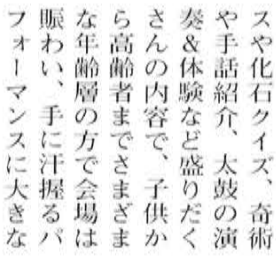 スや化石クイズ、奇術
や手話紹介、太鼓の演
奏&体験など盛りだく
さんの内容で、子供か
ら高齢者までさまざま
な年齢層の方で会場は
賑わい、手に汗握るパ
フォーマンスに大きな